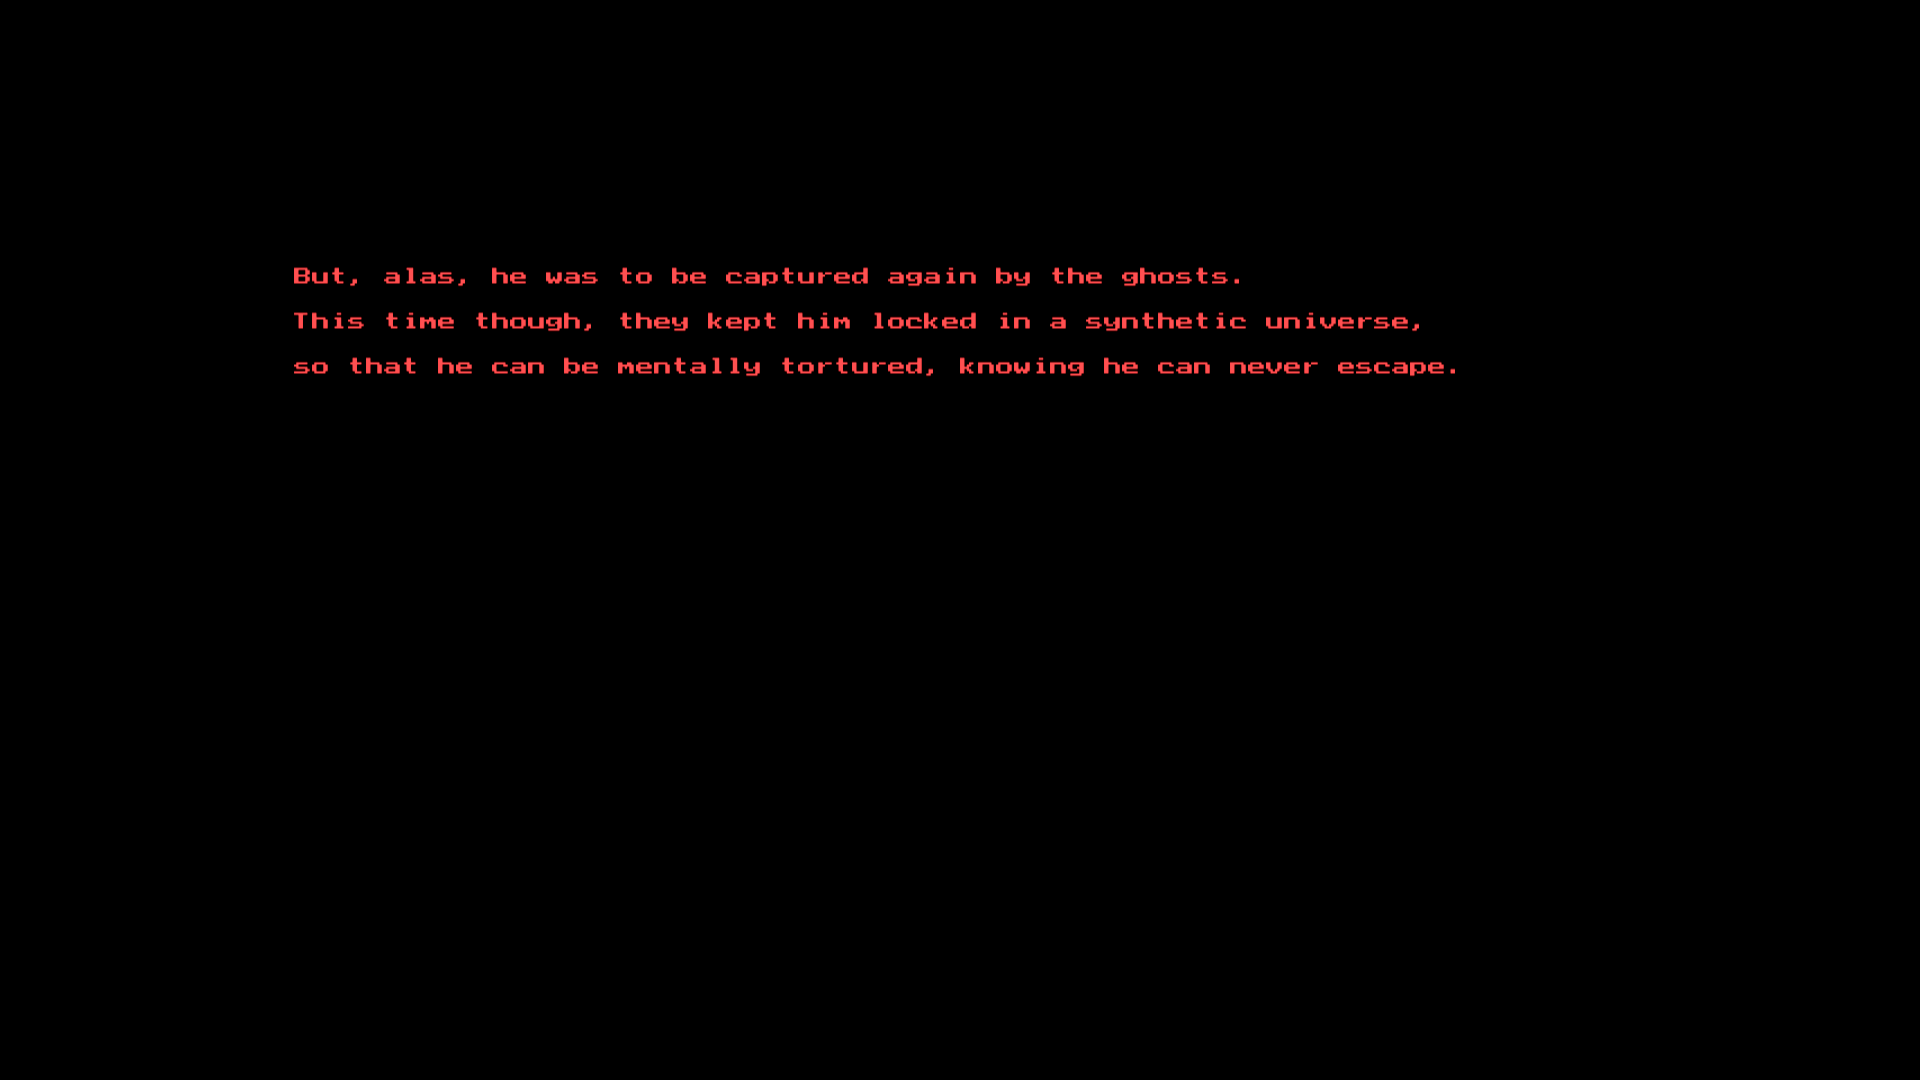 But, alas, he was to be captured again by the ghosts.
This time though, they kept him locked in a synthetic universe,
so that he can be mentally tortured, knowing he can never escape.